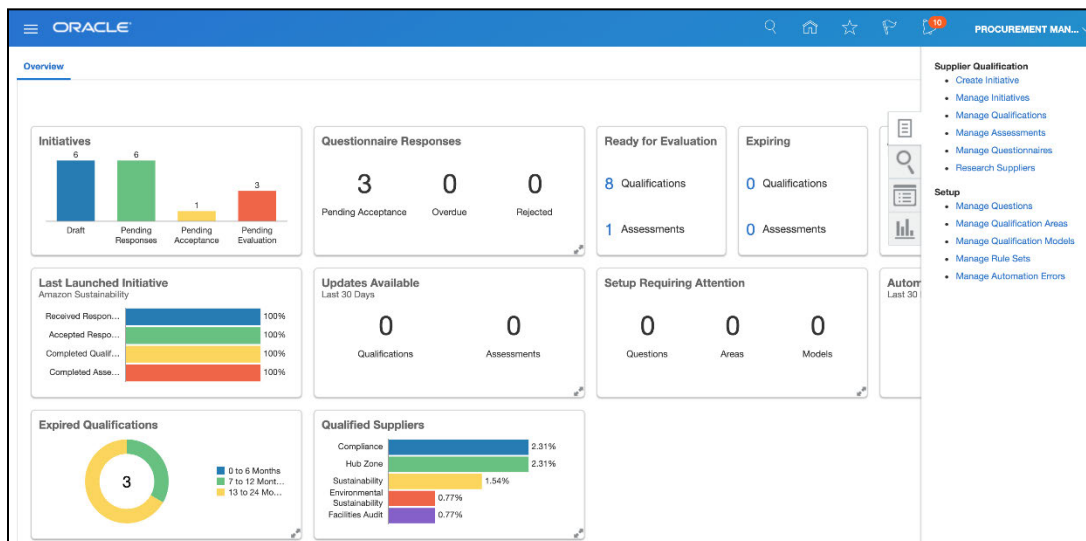 ORACLE
10
PROCUREMENT MAN...
Overview
Initiatives
6
6
1
3
Draft
Pending Responses
Pending Acceptance
Pending Evaluation
Questionnaire Responses
3
0
0
Pending Acceptance
Overdue
Rejected
Ready for Evaluation
8 Qualifications
1 Assessments
Expiring
0 Qualifications
0 Assessments
Last Launched Initiative
Amazon Sustainability
Received Respon...
100%
Accepted Respo...
100%
Completed Qualif...
100%
Completed Asse...
100%
Updates Available
Last 30 Days
0
0
Qualifications
Assessments
Setup Requiring Attention
0
0
0
Questions
Areas
Models
Autom
Last 30
Expired Qualifications
3
0 to 6 Months
7 to 12 Mont...
13 to 24 Mo...
Qualified Suppliers
Compliance
2.31%
Hub Zone
2.31%
Sustainability
1.54%
Environmental
Sustainability
0.77%
Facilities Audit
0.77%
Supplier Qualification
Create Initiative
Manage Initiatives
Manage Qualifications
Manage Assessments
Manage Questionnaires
Research Suppliers
Setup
Manage Questions
Manage Qualification Areas
Manage Qualification Models
Manage Rule Sets
Manage Automation Errors